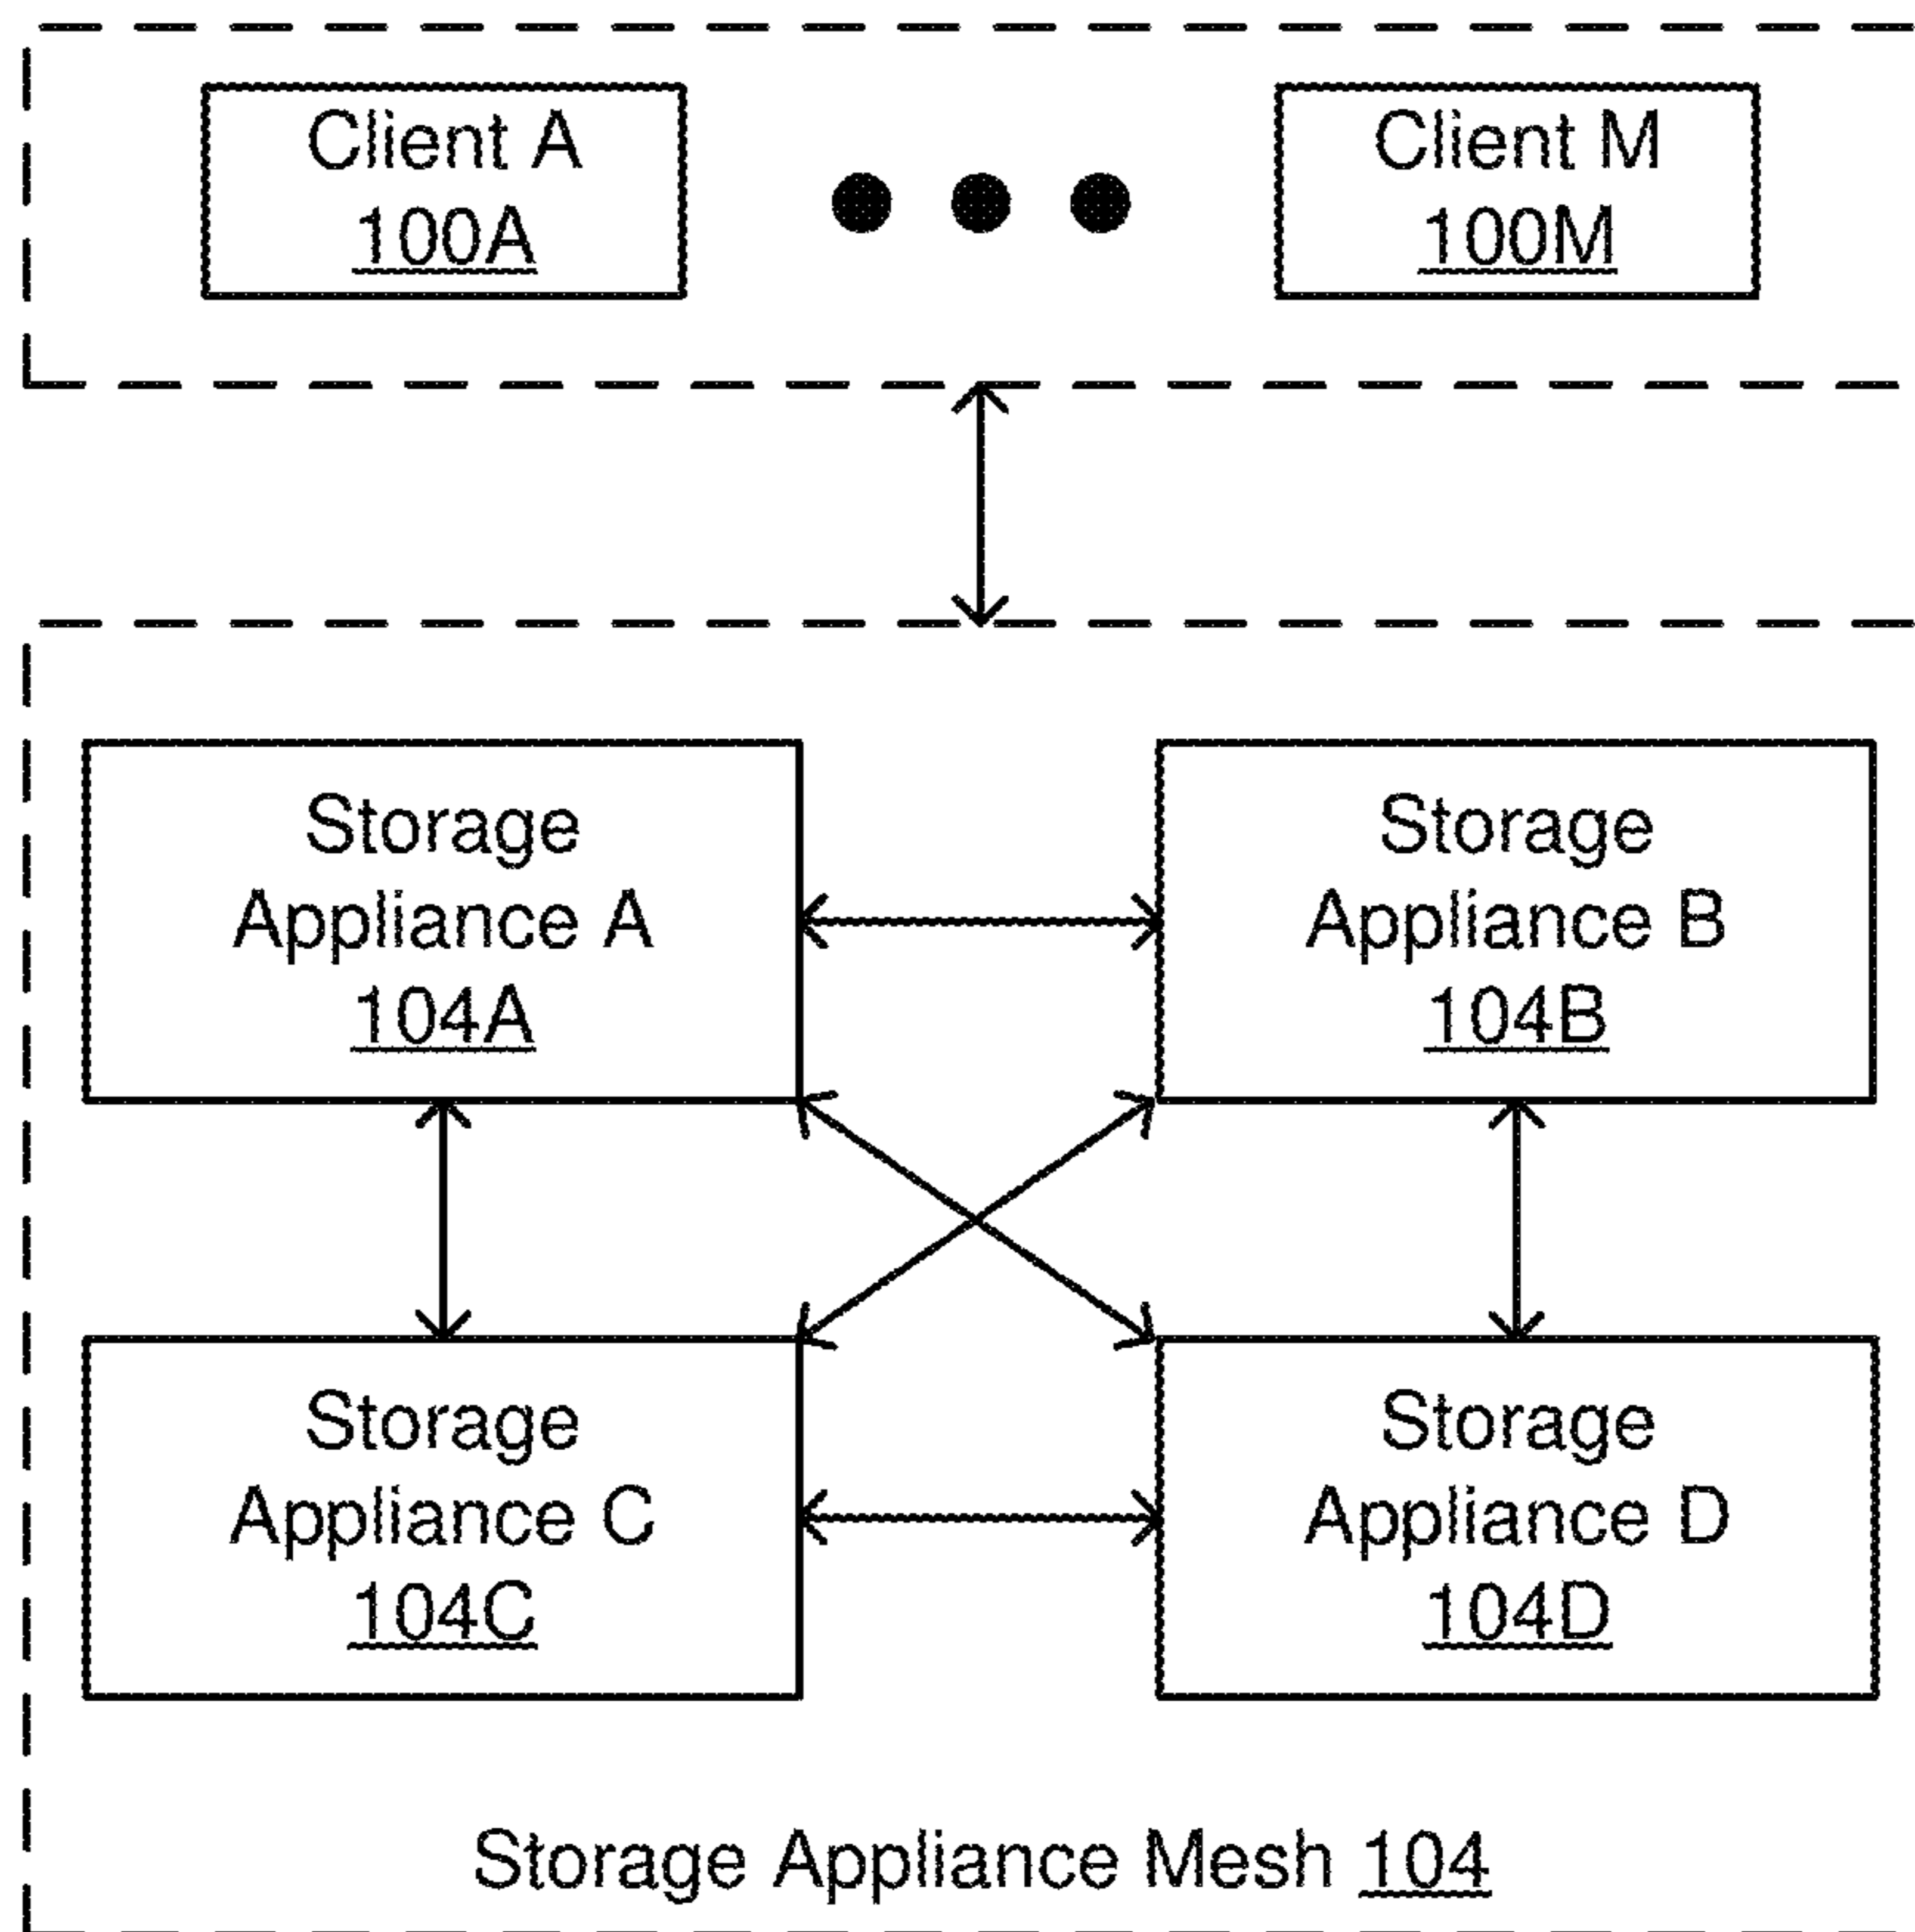 Client A
100A
Client M
100M
Storage
Appliance A
104A
Storage
Appliance B
104B
Storage
Appliance C
104C
Storage
Appliance D
104D
Storage Appliance Mesh 104